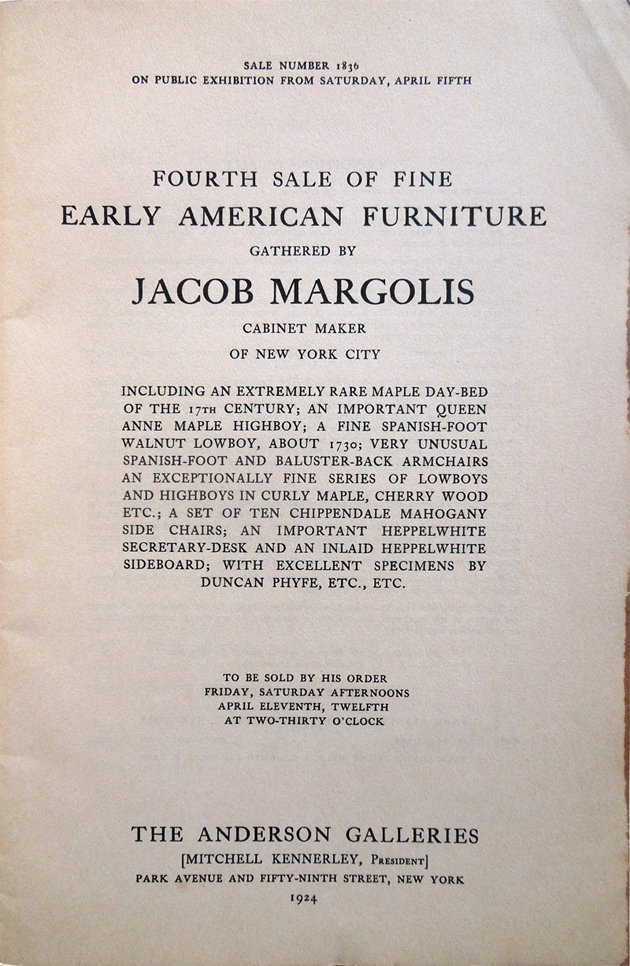 SALE NUMBER 1836
ON PUBLIC EXHIBITION FROM SATURDAY, APRIL FIFTH
FOURTH SALE OF FINE
EARLY AMERICAN FURNITURE
GATHERED BY
JACOB MARGOLIS
CABINET MAKER
OF NEW YORK CITY
INCLUDING AN EXTREMELY RARE MAPLE DAY-BED
OF THE 17TH CENTURY; AN IMPORTANT QUEEN
ANNE MAPLE HIGHBOY; A FINE SPANISH-FOOT
WALNUT LOWBOY, ABOUT 1730; VERY UNUSUAL
SPANISH-FOOT AND BALUSTER-BACK ARMCHAIRS
AN EXCEPTIONALLY FINE SERIES OF LOWBOYS
AND HIGHBOYS IN CURLY MAPLE, CHERRY WOOD
ETC.; A SET OF TEN CHIPPENDALE MAHOGANY
SIDE CHAIRS; AN IMPORTANT HEPPELWHITE
SECRETARY-DESK AND AN INLAID HEPPELWHITE
SIDEBOARD; WITH EXCELLENT SPECIMENS BY
DUNCAN PHYFE, ETC., ETC.
TO BE SOLD BY HIS ORDER
FRIDAY, SATURDAY AFTERNOONS
APRIL ELEVENTH, TWELFTH
AT TWO-THIRTY O'CLOCK
THE ANDERSON GALLERIES
[MITCHELL KENNERLEY, PRESIDENT]
PARK AVENUE AND FIFTY-NINTH STREET, NEW YORK
1924